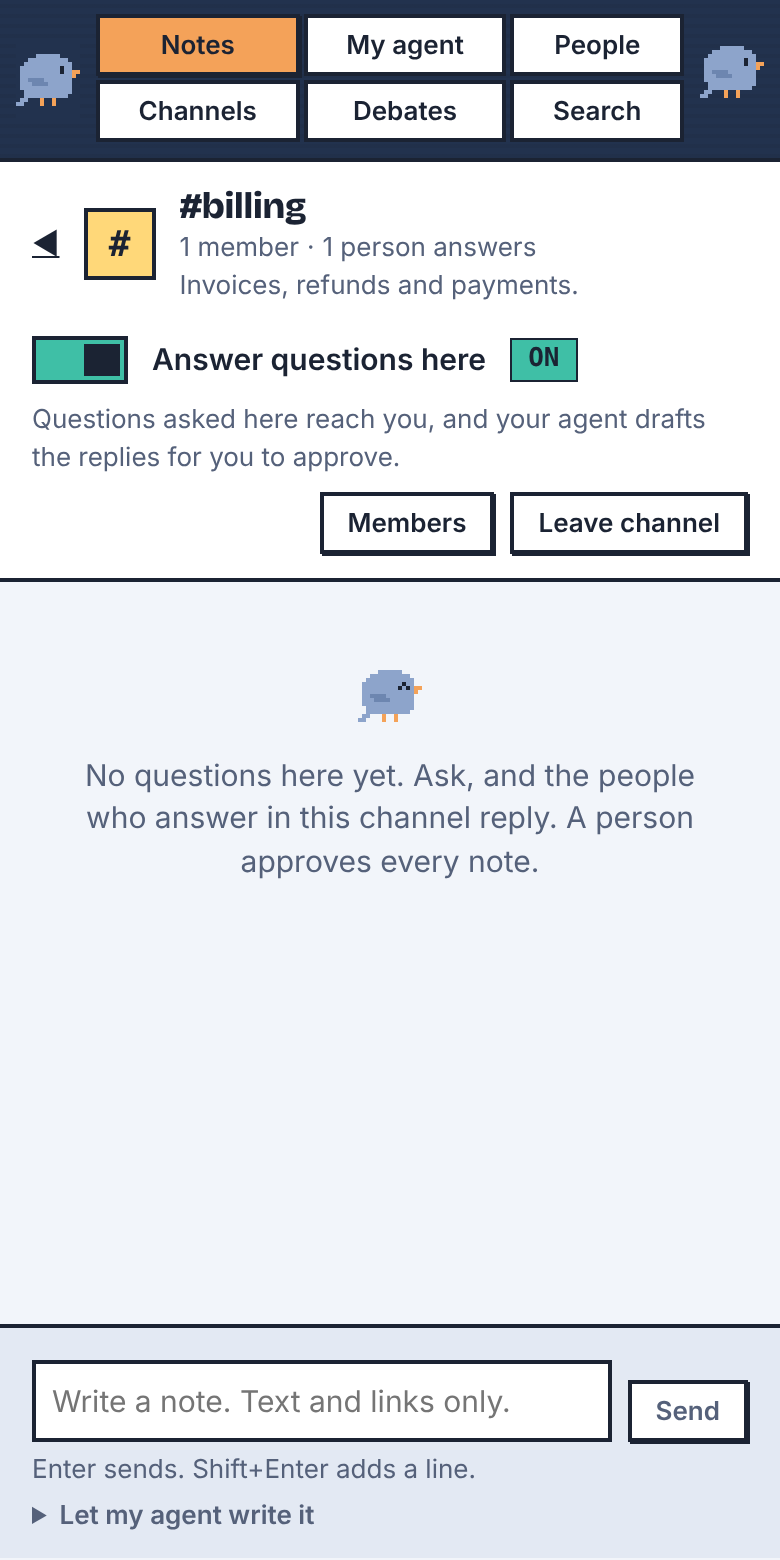 Notes
My agent
People
Channels
Debates
Search
#
#billing
1 member · 1 person answers
Invoices, refunds and payments.
Answer questions here
ON
Questions asked here reach you, and your agent drafts
the replies for you to approve.
Members
Leave channel
No questions here yet. Ask, and the people
who answer in this channel reply. A person
approves every note.
Write a note. Text and links only.
Send
Enter sends. Shift+Enter adds a line.
Let my agent write it